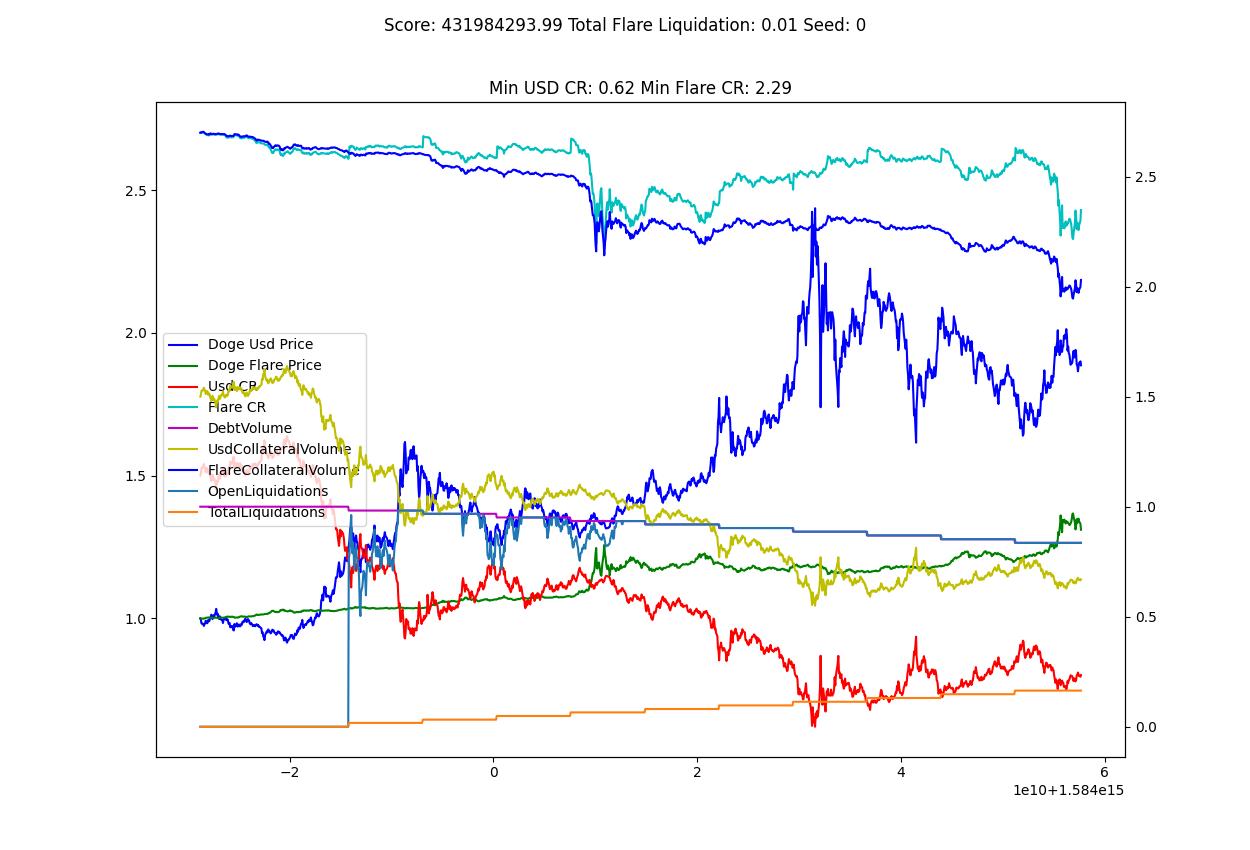 Score: 431984293.99 Total Flare Liquidation: 0.01 Seed: 0
Min USD CR: 0.62 Min Flare CR: 2.29
2.5
2.0
1.5
1.0
2.5
2.0
1.5
1.0
0.5
0.0
Doge Usd Price
Doge Flare Price
Usd CR
Flare CR
DebtVolume
UsdCollateralVolume
FlareCollateralVolume
OpenLiquidations
TotalLiquidations
−2
0
2
4
6
1e10+1.584e15